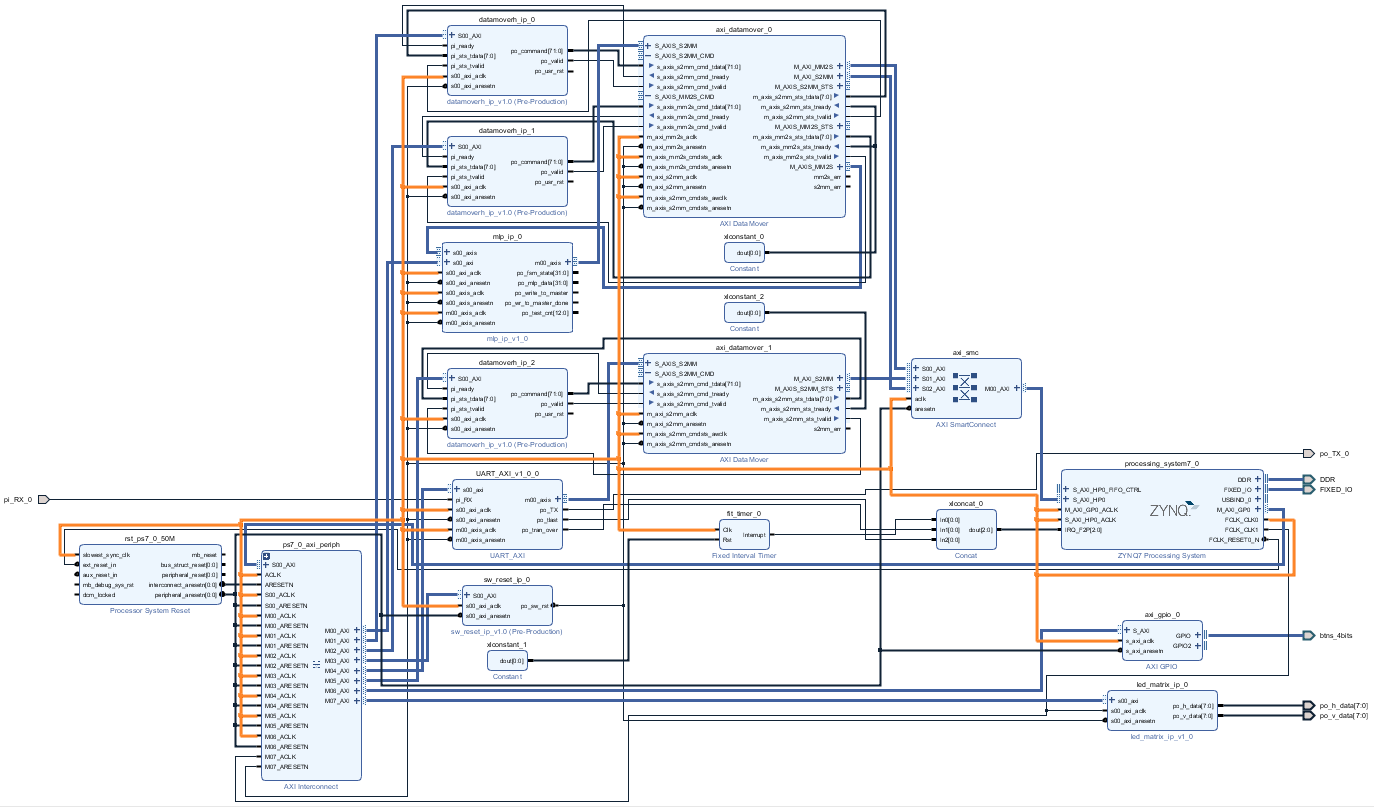 datamoverh_ip_0
S00_AXI
pi_ready
pi_sts_tdata[7:0]
pi_sts_tvalid
s00_axi_aclk
s00_axi_aresetn
po_command[71:0]
po_valid
po_usr_rst
datamoverh_ip_v1.0 (Pre-Production)
datamoverh_ip_1
S00_AXI
pi_ready
pi_sts_tdata[7:0]
pi_sts_tvalid
s00_axi_aclk
s00_axi_aresetn
po_command[71:0]
po_valid
po_usr_rst
datamoverh_ip_v1.0 (Pre-Production)
mlp_ip_0
s00_axis
s00_axi
s00_axi_aclk
s00_axi_aresetn
s00_axis_aclk
s00_axis_aresetn
m00_axis_aclk
m00_axis_aresetn
m00_axis
po_fsm_state[31:0]
po_mlp_data[31:0]
po_write_to_master
po_wr_to_master_done
po_test_cnt[12:0]
mlp_ip_v1_0
datamoverh_ip_2
S00_AXI
pi_ready
pi_sts_tdata[7:0]
pi_sts_tvalid
s00_axi_aclk
s00_axi_aresetn
po_command[71:0]
po_valid
po_usr_rst
datamoverh_ip_v1.0 (Pre-Production)
axi_datamover_0
S_AXIS_S2MM
S_AXIS_S2MM_CMD
s_axis_s2mm_cmd_tdata[71:0]
s_axis_s2mm_cmd_tready
s_axis_s2mm_cmd_tvalid
S_AXIS_MM2S_CMD
s_axis_mm2s_cmd_tdata[71:0]
s_axis_mm2s_cmd_tready
s_axis_mm2s_cmd_tvalid
m_axi_mm2s_aclk
m_axi_mm2s_aresetn
m_axis_mm2s_cmdsts_aclk
m_axis_mm2s_cmdsts_aresetn
m_axi_s2mm_aclk
m_axi_s2mm_aresetn
m_axis_s2mm_cmdsts_awclk
m_axis_s2mm_cmdsts_aresetn
M_AXI_MM2S
M_AXI_S2MM
M_AXIS_S2MM_STS
m_axis_s2mm_sts_tdata[7:0]
m_axis_s2mm_sts_tready
m_axis_s2mm_sts_tvalid
M_AXIS_MM2S_STS
m_axis_mm2s_sts_tdata[7:0]
m_axis_mm2s_sts_tready
m_axis_mm2s_sts_tvalid
M_AXIS_MM2S
mm2s_err
s2mm_err
AXI DataMover
xlconstant_0
dout[0:0]
Constant
xlconstant_2
dout[0:0]
Constant
axi_datamover_1
S_AXIS_S2MM
S_AXIS_S2MM_CMD
s_axis_s2mm_cmd_tdata[71:0]
s_axis_s2mm_cmd_tready
s_axis_s2mm_cmd_tvalid
m_axi_s2mm_aclk
m_axi_s2mm_aresetn
m_axis_s2mm_cmdsts_awclk
m_axis_s2mm_cmdsts_aresetn
M_AXI_S2MM
M_AXIS_S2MM_STS
m_axis_s2mm_sts_tdata[7:0]
m_axis_s2mm_sts_tready
m_axis_s2mm_sts_tvalid
s2mm_err
AXI DataMover
axi_smc
S00_AXI
S01_AXI
S02_AXI
aclk
aresetn
M00_AXI
AXI SmartConnect
po_TX_0
pi_RX_0
UART_AXI_v1_0_0
s00_axi
pi_RX
s00_axi_aclk
s00_axi_aresetn
m00_axis_aclk
m00_axis_aresetn
m00_axis
po_TX
po_tlast
po_tran_over
UART_AXI
fit_timer_0
Clk
Rst
Interrupt
Fixed Interval Timer
xlconcat_0
In0[0:0]
In1[0:0]
In2[0:0]
dout[2:0]
Concat
processing_system7_0
S_AXI_HP0_FIFO_CTRL
S_AXI_HP0
M_AXI_GP0_ACLK
S_AXI_HP0_ACLK
IRQ_F2P[2:0]
ZYNQ
DDR
FIXED_IO
USBIND_0
M_AXI_GP0
FCLK_CLK0
FCLK_CLK1
FCLK_RESET0_N
ZYNQ7 Processing System
DDR
FIXED_IO
rst_ps7_0_50M
slowest_sync_clk
ext_reset_in
aux_reset_in
mb_debug_sys_rst
dcm_locked
mb_reset
bus_struct_reset[0:0]
peripheral_reset[0:0]
interconnect_aresetn[0:0]
peripheral_aresetn[0:0]
Processor System Reset
ps7_0_axi_periph
S00_AXI
ACLK
ARESETN
S00_ACLK
S00_ARESETN
M00_ACLK
M00_ARESETN
M01_ACLK
M01_ARESETN
M02_ACLK
M02_ARESETN
M03_ACLK
M03_ARESETN
M04_ACLK
M04_ARESETN
M05_ACLK
M05_ARESETN
M06_ACLK
M06_ARESETN
M07_ACLK
M07_ARESETN
M00_AXI
M01_AXI
M02_AXI
M03_AXI
M04_AXI
M05_AXI
M06_AXI
M07_AXI
AXI Interconnect
sw_reset_ip_0
S00_AXI
s00_axi_aclk
s00_axi_aresetn
po_sw_rst
sw_reset_ip_v1.0 (Pre-Production)
xlconstant_1
dout[0:0]
Constant
axi_gpio_0
S_AXI
s_axi_aclk
s_axi_aresetn
GPIO
GPIO2
AXI GPIO
btns_4bits
led_matrix_ip_0
s00_axi
s00_axi_aclk
s00_axi_aresetn
po_h_data[7:0]
po_v_data[7:0]
led_matrix_ip_v1_0
po_h_data[7:0]
po_v_data[7:0]